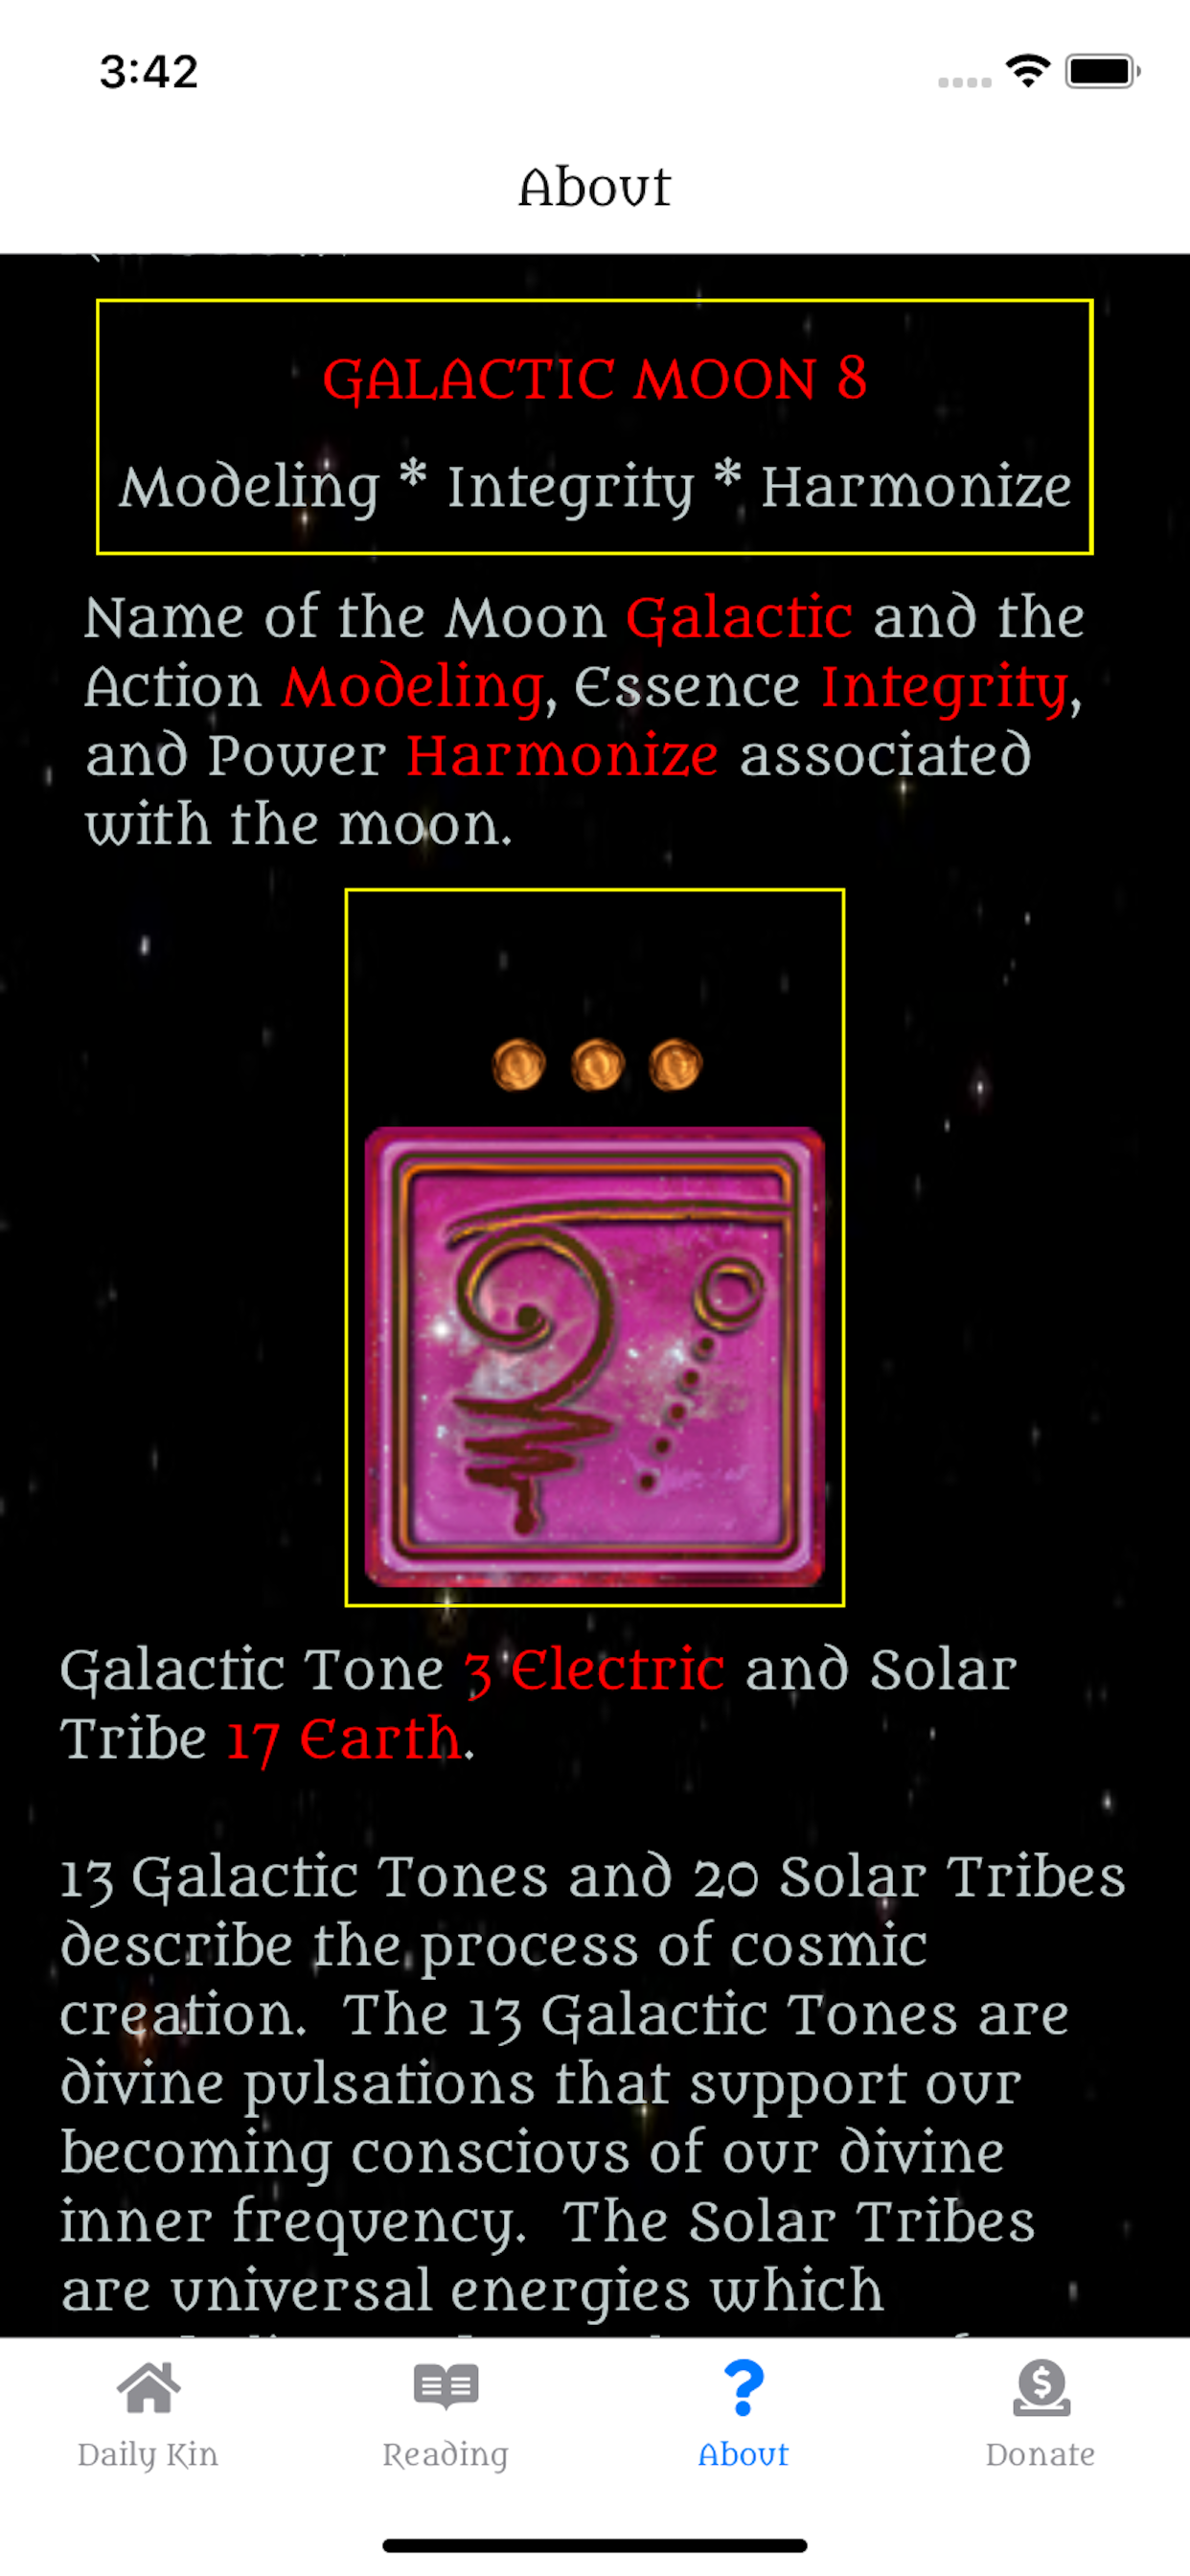 3:42
About
GALACTIC MOON 8
Modeling * Integrity * Harmonize
Name of the Moon Galactic and the
Action Modeling, Essence Integrity,
and Power Harmonize associated
with the moon.
Galactic Tone 3 Electric and Solar
Tribe 17 Earth.
13 Galactic Tones and 20 Solar Tribes
describe the process of cosmic
creation.  The 13 Galactic Tones are
divine pulsations that support our
becoming conscious of our divine
inner frequency.  The Solar Tribes
are universal energies which
Daily Kin
Reading
About
Donate